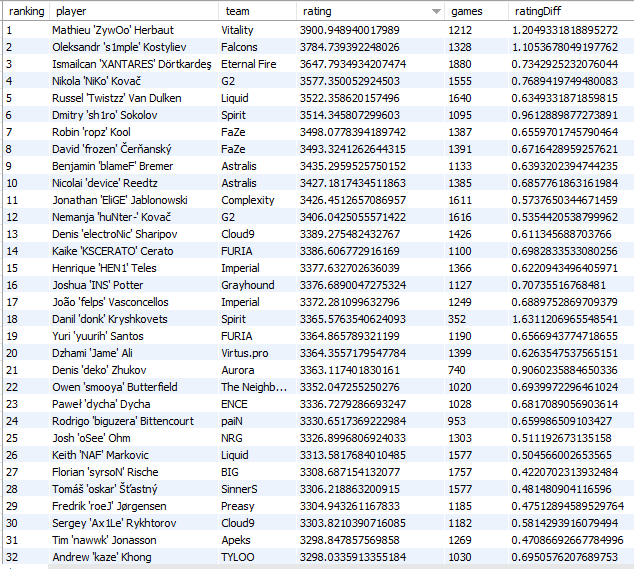 ranking player team rating games ratingDiff
1 Mathieu 'ZywOo' Herbaut Vitality 3900.948940017989 1212 1.2049331818895272
2 Oleksandr 's1mple' Kostyliev Falcons 3784.739392248026 1328 1.1053678049197762
3 Ismailcan 'XANTARES' Dörtkardeş Eternal Fire 3647.7934934207474 1880 0.7342925232076044
4 Nikola 'NiKo' Kovač G2 3577.350052924503 1555 0.7689419749480083
5 Russel 'Twistzz' Van Dulken Liquid 3522.358620157496 1640 0.6349331871859815
6 Dmitry 'sh1ro' Sokolov Spirit 3514.345807299603 1095 0.9612889877273891
7 Robin 'ropz' Kool FaZe 3498.0778394189742 1387 0.6559701745790464
8 David 'frozen' Čerňanský FaZe 3493.3241262644315 1391 0.6716428959257621
9 Benjamin 'blameF' Bremer Astralis 3435.2959525750152 1133 0.6393202394744235
10 Nicolai 'device' Reedtz Astralis 3427.1817434511863 1385 0.6857761863161984
11 Jonathan 'EliGE' Jablonowski Complexity 3426.4512657086957 1611 0.5737650344671459
12 Nemanja 'huNter-' Kovač G2 3406.0425055571422 1616 0.5354420538799962
13 Denis 'electroNic' Sharipov Cloud9 3389.275482432767 1426 0.611345688703766
14 Kaike 'KSCERATO' Cerato FURIA 3386.606772916169 1100 0.6982833533080256
15 Henrique 'HEN1' Teles Imperial 3377.632702636039 1366 0.6220943496405971
16 Joshua 'INS' Potter Grayhound 3376.6890047275324 1127 0.70735516768481
17 João 'felps' Vasconcellos Imperial 3372.281099632796 1249 0.6889752869709379
18 Danil 'donk' Kryshkovets Spirit 3365.5763540624093 352 1.6311206965548541
19 Yuri 'yuurih' Santos FURIA 3364.865789321199 1190 0.6566943774718655
20 Dzhami 'Jame' Ali Virtus.pro 3364.3557179547784 1399 0.6263547537565151
21 Denis 'deko' Zhukov Aurora 3363.117401830161 740 0.9060235884650336
22 Owen 'smooya' Butterfield The Neighb... 3352.047255250276 1020 0.6939972296461024
23 Paweł 'dycha' Dycha ENCE 3336.7279286693247 1028 0.6817089056903614
24 Rodrigo 'biguzera' Bittencourt paiN 3330.6517369222984 953 0.659986509103427
25 Josh 'oSee' Ohm NRG 3326.8996806924033 1303 0.511192673135158
26 Keith 'NAF' Markovic Liquid 3313.5817684010485 1577 0.504566002653565
27 Florian 'syrsoN' Rische BIG 3308.687154132077 1757 0.4220702313932484
28 Tomáš 'oskar' Šťastný SinnerS 3306.218863200915 1577 0.481480904116596
29 Fredrik 'roeJ' Jørgensen Preasy 3304.943261167833 1185 0.47512894589529764
30 Sergey 'Ax1Le' Rykhtorov Cloud9 3303.8210390716085 1182 0.5814293916079494
31 Tim 'nawwk' Jonasson Apeks 3298.847857569858 1269 0.47086692667784996
32 Andrew 'kaze' Khong TYLOO 3298.0335913355184 1030 0.6950576207689753